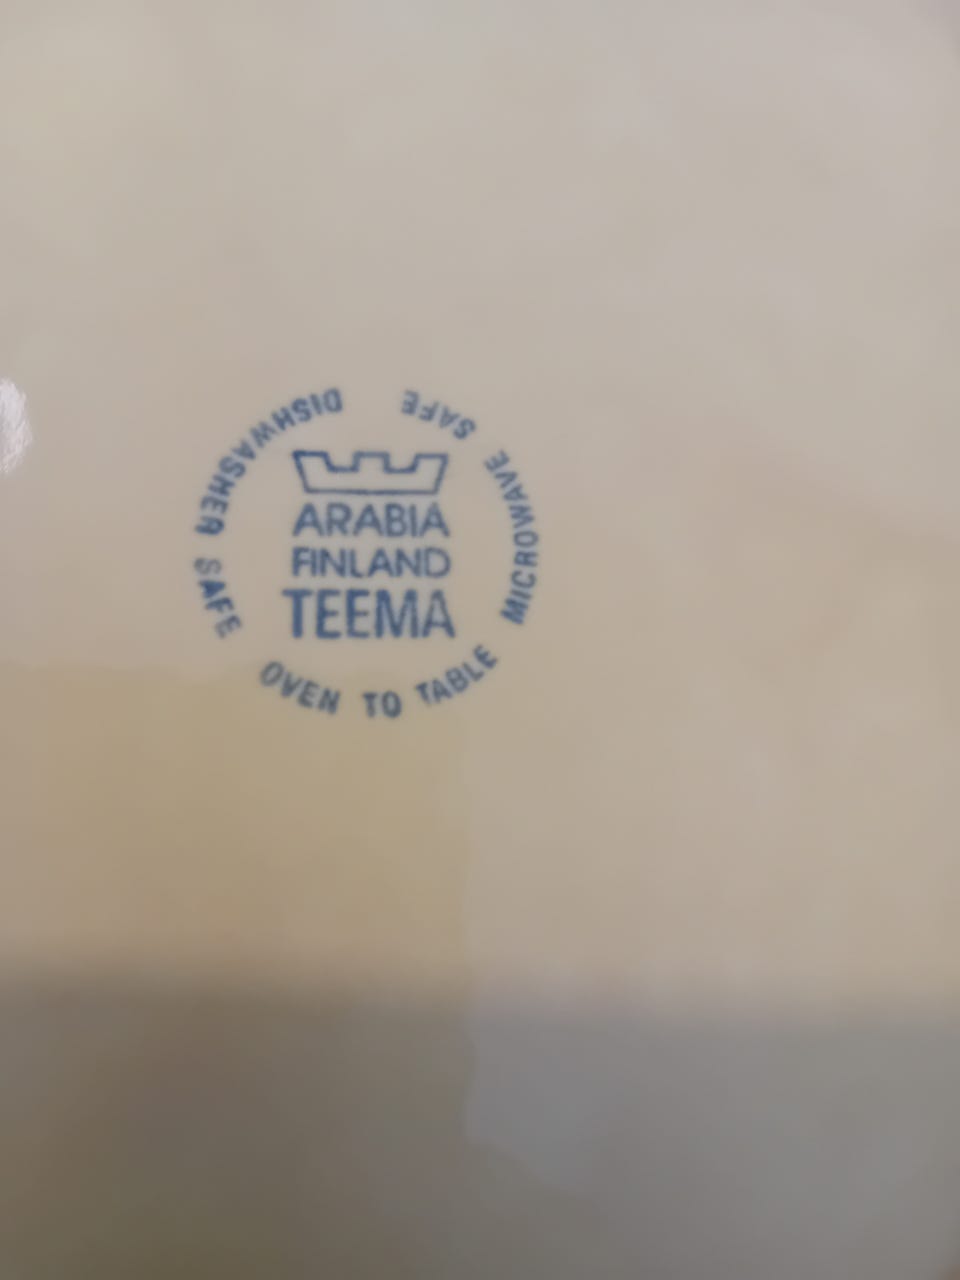 ARABIA
FINLAND
TEEMA
DISHWASHER SAFE
OVEN TO TABLE
MICROWAVE SAFE